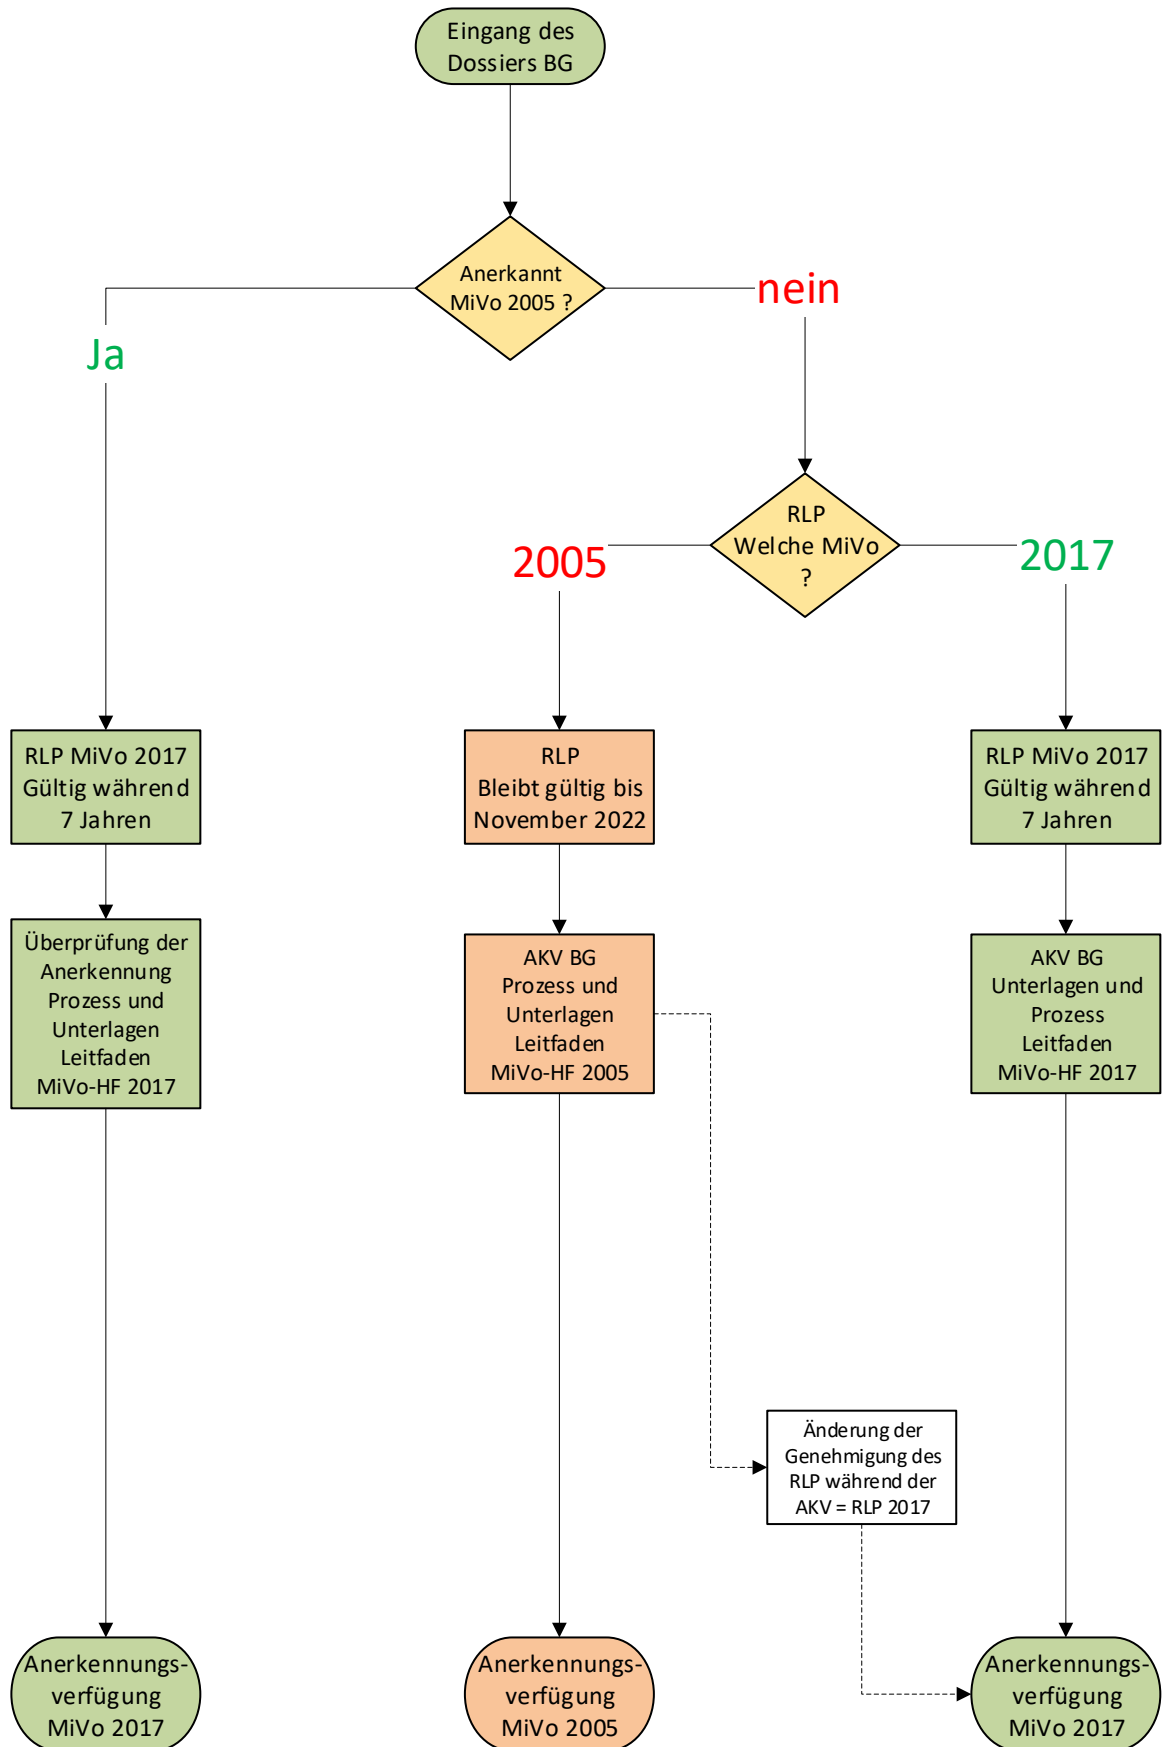 Eingang des
Dossiers BG
Anerkannt
MiVo 2005 ?
nein
Ja
RLP
Welche MiVo
?
2005
2017
RLP MiVo 2017
Gültig während
7 Jahren
RLP
Bleibt gültig bis
November 2022
RLP MiVo 2017
Gültig während
7 Jahren
Überprüfung der
Anerkennung
Prozess und
Unterlagen
Leitfaden
MiVo-HF 2017
AKV BG
Prozess und
Unterlagen
Leitfaden
MiVo-HF 2005
AKV BG
Unterlagen und
Prozess
Leitfaden
MiVo-HF 2017
Änderung der
Genehmigung des
RLP während der
AKV = RLP 2017
Anerkennungs-
verfügung
MiVo 2017
Anerkennungs-
verfügung
MiVo 2005
Anerkennungs-
verfügung
MiVo 2017